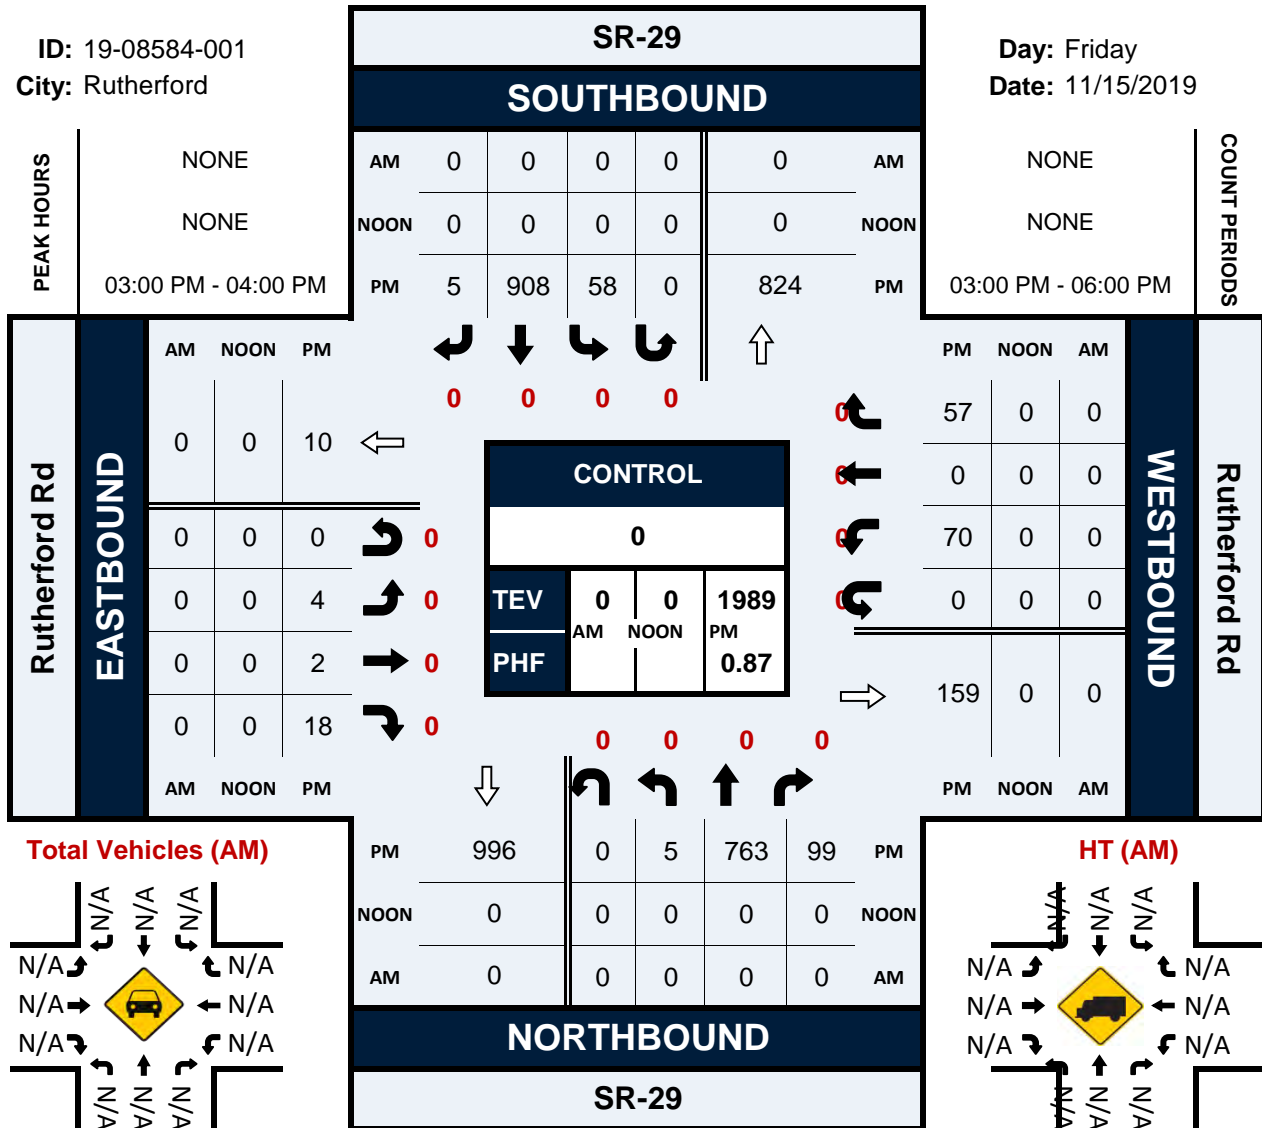 ID: 19-08584-001
City: Rutherford
SR-29
SOUTHBOUND
Day: Friday
Date: 11/15/2019
PEAK HOURS
NONE
NONE
03:00 PM - 04:00 PM
AM 0 0 0 0 0 AM
NOON 0 0 0 0 0 NOON
PM 5 908 58 0 824 PM
NONE
NONE
03:00 PM - 06:00 PM
COUNT PERIODS
0 0 0 0
Rutherford Rd
EASTBOUND
AM NOON PM
0 0 10
0 0 0 0
0 0 4 0
0 0 2 0
0 0 18 0
AM NOON PM
CONTROL
0
TEV 0 0 1989
AM NOON PM
PHF 0.87
PM NOON AM
0 57 0 0
0 0 0 0
0 70 0 0
0 0 0 0
159 0 0
PM NOON AM
WESTBOUND
Rutherford Rd
0 0 0 0
PM 996 0 5 763 99 PM
NOON 0 0 0 0 0 NOON
AM 0 0 0 0 0 AM
NORTHBOUND
SR-29
Total Vehicles (AM)
N/A N/A N/A
N/A N/A
N/A N/A
N/A N/A
N/A N/A N/A
HT (AM)
N/A N/A N/A
N/A N/A
N/A N/A
N/A N/A
N/A N/A N/A